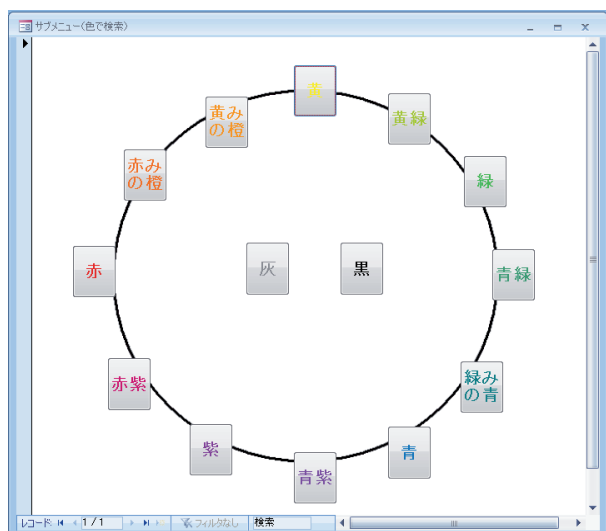 サブメニュー(色で検索)
黄
黄み
の橙
黄緑
赤み
の橙
緑
赤
灰
黒
青緑
赤紫
緑み
の青
紫
青
青紫
レコード: 1 / 1 フィルタなし 検索